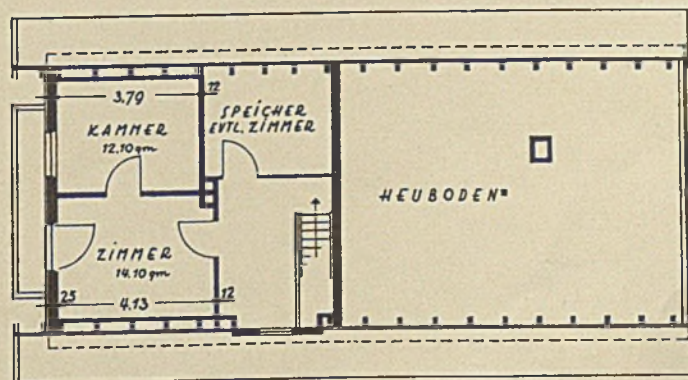 3.79
12
KAMMER
12.10 qm
SPEICHER
EVTL. ZIMMER
HEUBODEN
ZIMMER
14.10 qm
25
4.13
12